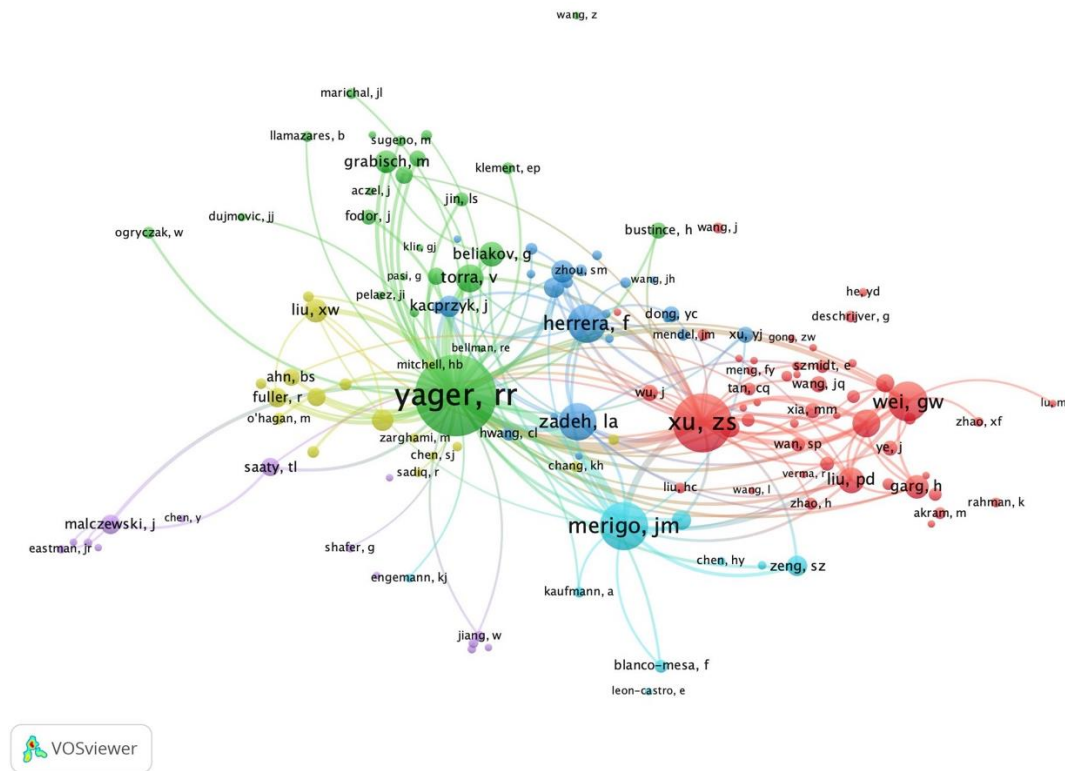 wang, z
marichal, jl
llamazares, b
sugeno, m
grabisch, m
klement, ep
aczel, j
jin, ls
dujmovic, jj
fodor, j
ogryczak, w
bustince, h
wang, j
klir, gj
beliakov, g
pasi, g
torra, v
zhou, sm
wang, jh
he, yd
pelaez, ji
kacprzyk, j
liu, xw
herrera, f
dong, yc
deschrijver, g
mendel, jm
xu, yj
gong, zw
bellman, re
mitchell, hb
meng, fy
szmidt, e
ahn, bs
yager, rr
wu, j
tan, cq
wang, jq
fuller, r
wei, gw
lu, m
o'hagan, m
zadeh, la
xu, zs
xia, mm
zhao, xf
hwang, cl
zarghami, m
wan, sp
ye, j
chen, sj
saaty, tl
sadiq, r
chang, kh
verma, r
liu, hc
wang, l
liu, pd
garg, h
zhao, h
rahman, k
akram, m
malczewski, j
chen, y
merigo, jm
eastman, jr
shafer, g
chen, hy
zeng, sz
engemann, kj
kaufmann, a
jiang, w
blanco-mesa, f
leon-castro, e
VOSviewer